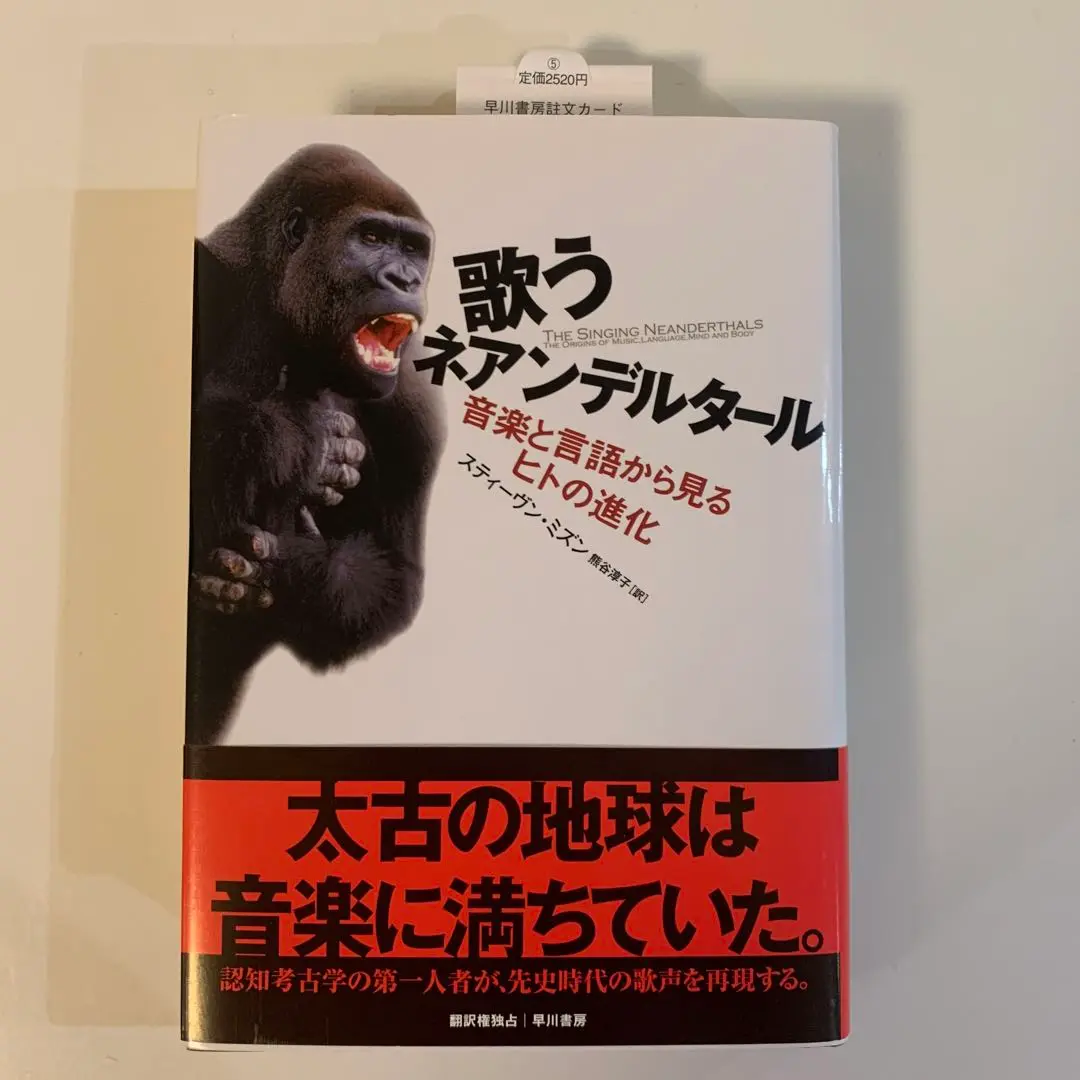 ⑤
定価2520円
早川書房註文カード
歌う
THE SINGING NEANDERTHALS
THE ORIGINS OF MUSIC, LANGUAGE, MIND AND BODY
ネアンデルタール
音楽と言語から見る
ヒトの進化
スティーヴン・ミズン 熊谷淳子[訳]
太古の地球は
音楽に満ちていた。
認知考古学の第一人者が、先史時代の歌声を再現する。
翻訳権独占|早川書房